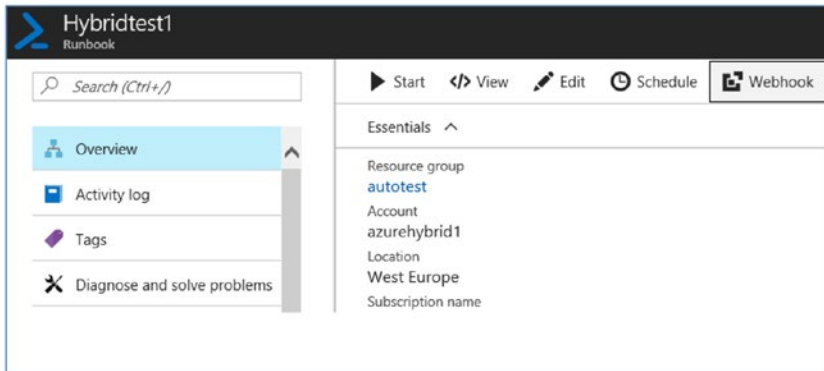 Hybridtest1
Runbook
Search (Ctrl+/)
Start </> View Edit Schedule Webhook
Overview
Activity log
Tags
Diagnose and solve problems
Essentials
Resource group
autotest
Account
azurehybrid1
Location
West Europe
Subscription name